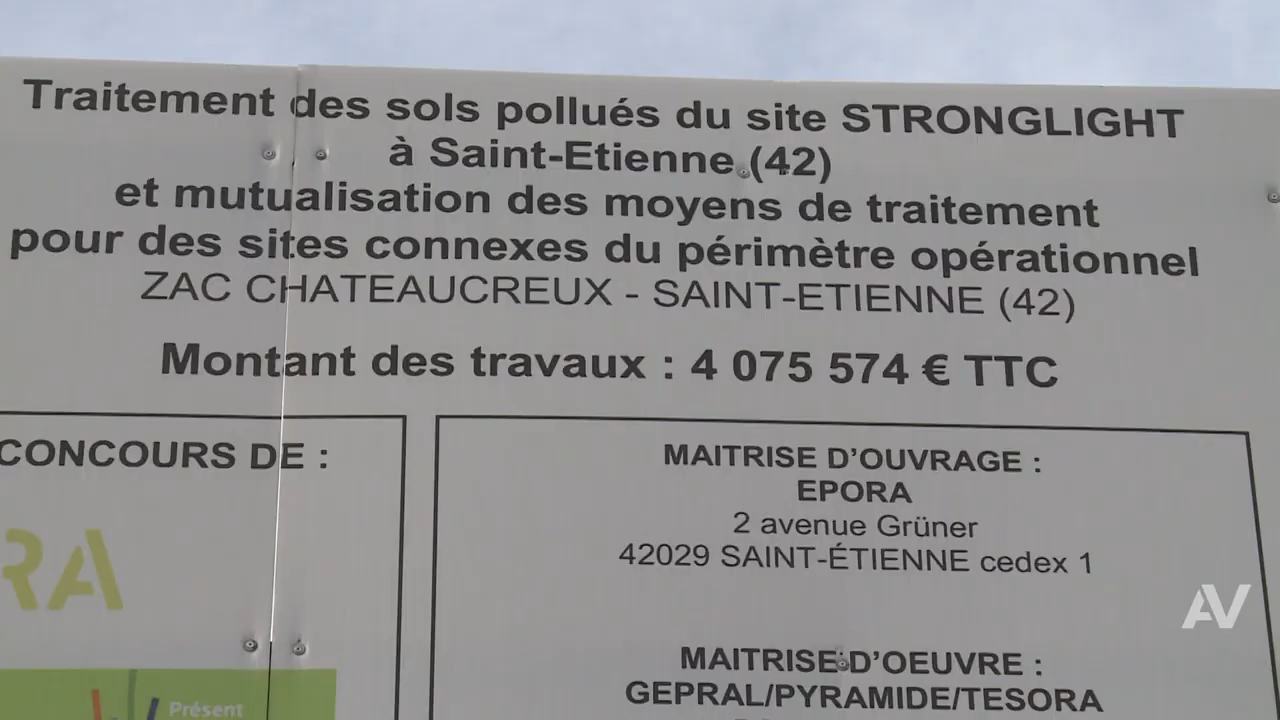 Traitement des sols pollués du site STRONGLIGHT
à Saint-Etienne (42)
et mutualisation des moyens de traitement
pour des sites connexes du périmètre opérationnel
ZAC CHATEAUCREUX - SAINT-ETIENNE (42)
Montant des travaux : 4 075 574 € TTC
CONCOURS DE :
RA
Présent
MAITRISE D'OUVRAGE :
EPORA
2 avenue Grüner
42029 SAINT-ÉTIENNE cedex 1
MAITRISE D'OEUVRE :
GEPRAL/PYRAMIDE/TESORA
AV